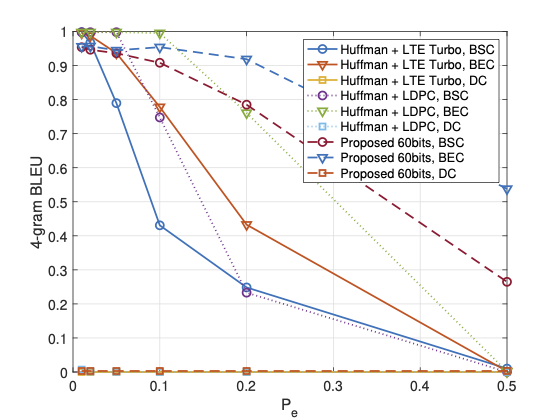 1
0.9
0.8
0.7
0.6
0.5
0.4
0.3
0.2
0.1
0
4-gram BLEU
Huffman + LTE Turbo, BSC
Huffman + LTE Turbo, BEC
Huffman + LTE Turbo, DC
Huffman + LDPC, BSC
Huffman + LDPC, BEC
Huffman + LDPC, DC
Proposed 60bits, BSC
Proposed 60bits, BEC
Proposed 60bits, DC
0 0.1 0.2 0.3 0.4 0.5
Pe